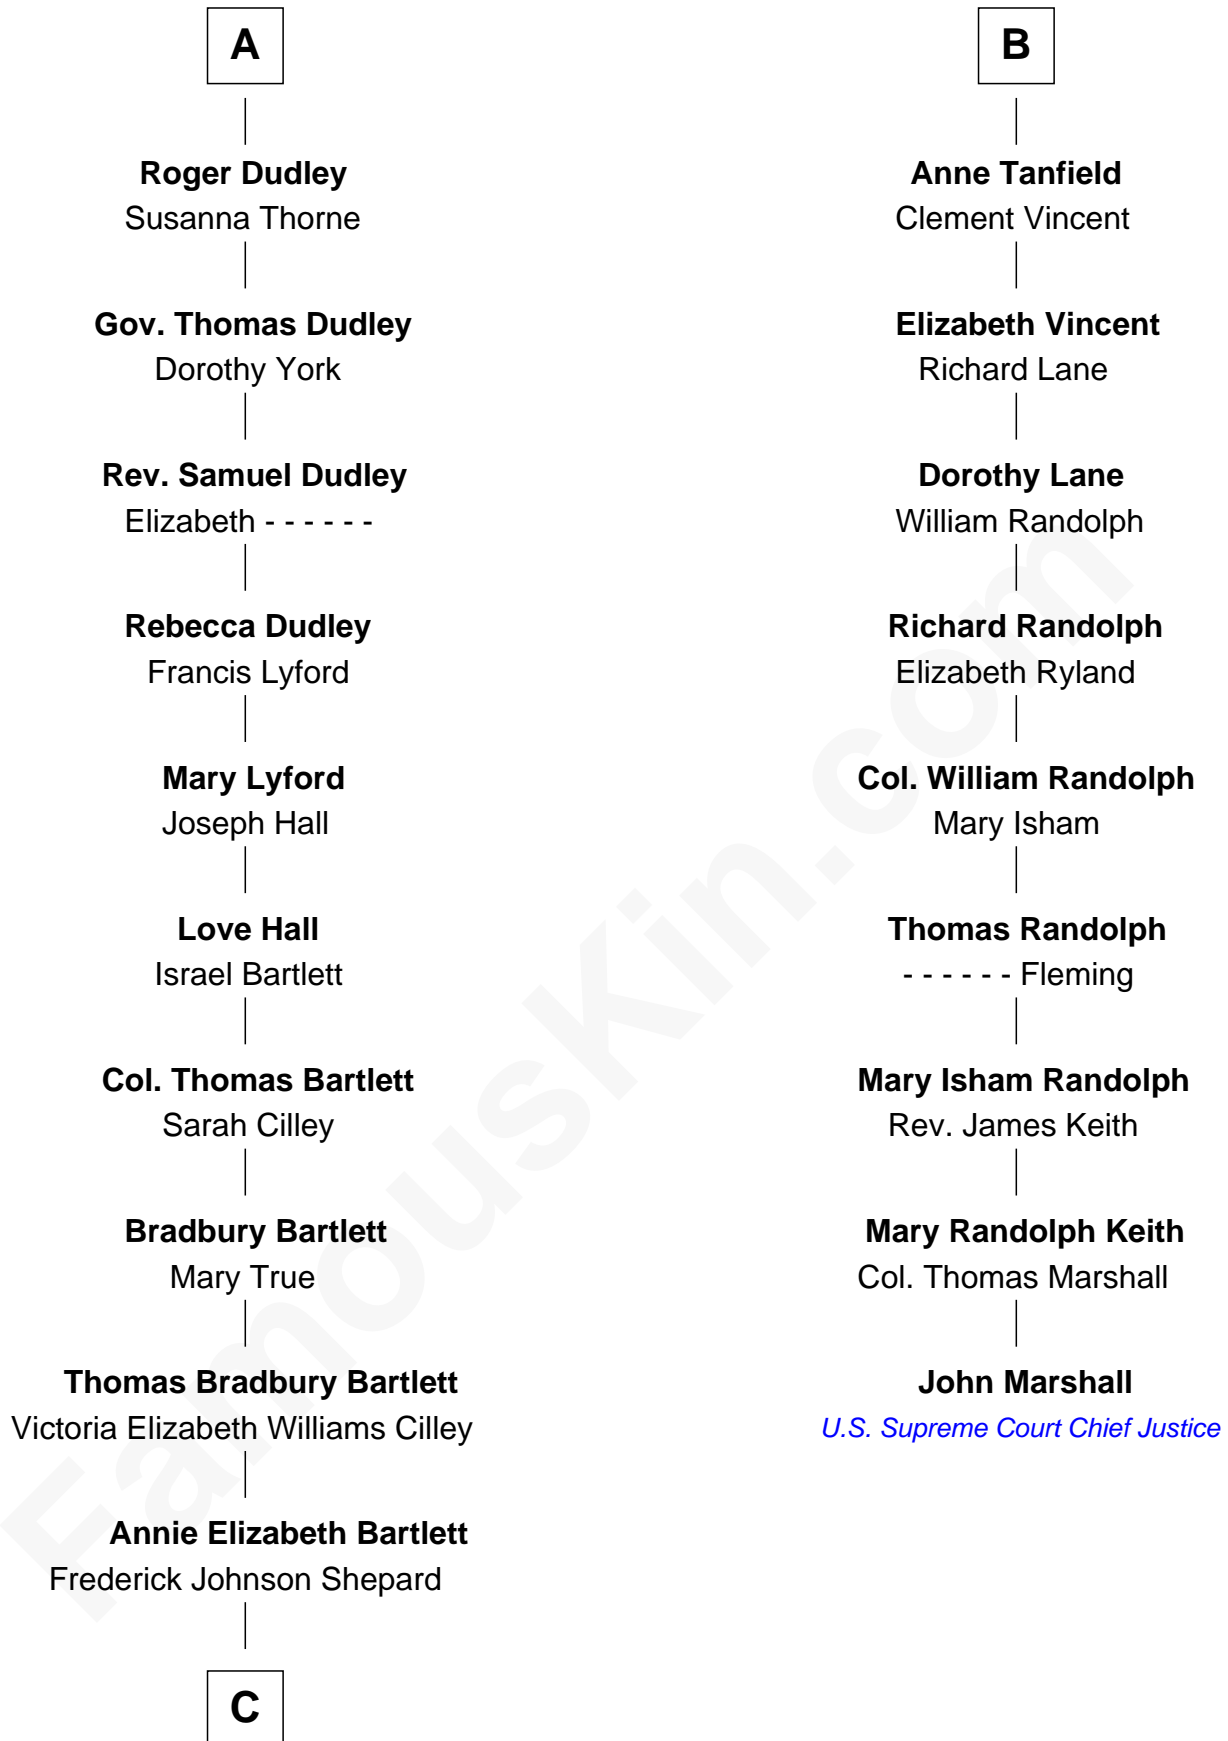 A
Roger Dudley
Susanna Thorne
Gov. Thomas Dudley
Dorothy York
Rev. Samuel Dudley
Elizabeth - - - - - -
Rebecca Dudley
Francis Lyford
Mary Lyford
Joseph Hall
Love Hall
Israel Bartlett
Col. Thomas Bartlett
Sarah Cilley
Bradbury Bartlett
Mary True
Thomas Bradbury Bartlett
Victoria Elizabeth Williams Cilley
Annie Elizabeth Bartlett
Frederick Johnson Shepard
C
B
Anne Tanfield
Clement Vincent
Elizabeth Vincent
Richard Lane
Dorothy Lane
William Randolph
Richard Randolph
Elizabeth Ryland
Col. William Randolph
Mary Isham
Thomas Randolph
- - - - - - Fleming
Mary Isham Randolph
Rev. James Keith
Mary Randolph Keith
Col. Thomas Marshall
John Marshall
U.S. Supreme Court Chief Justice
FamousKin.com